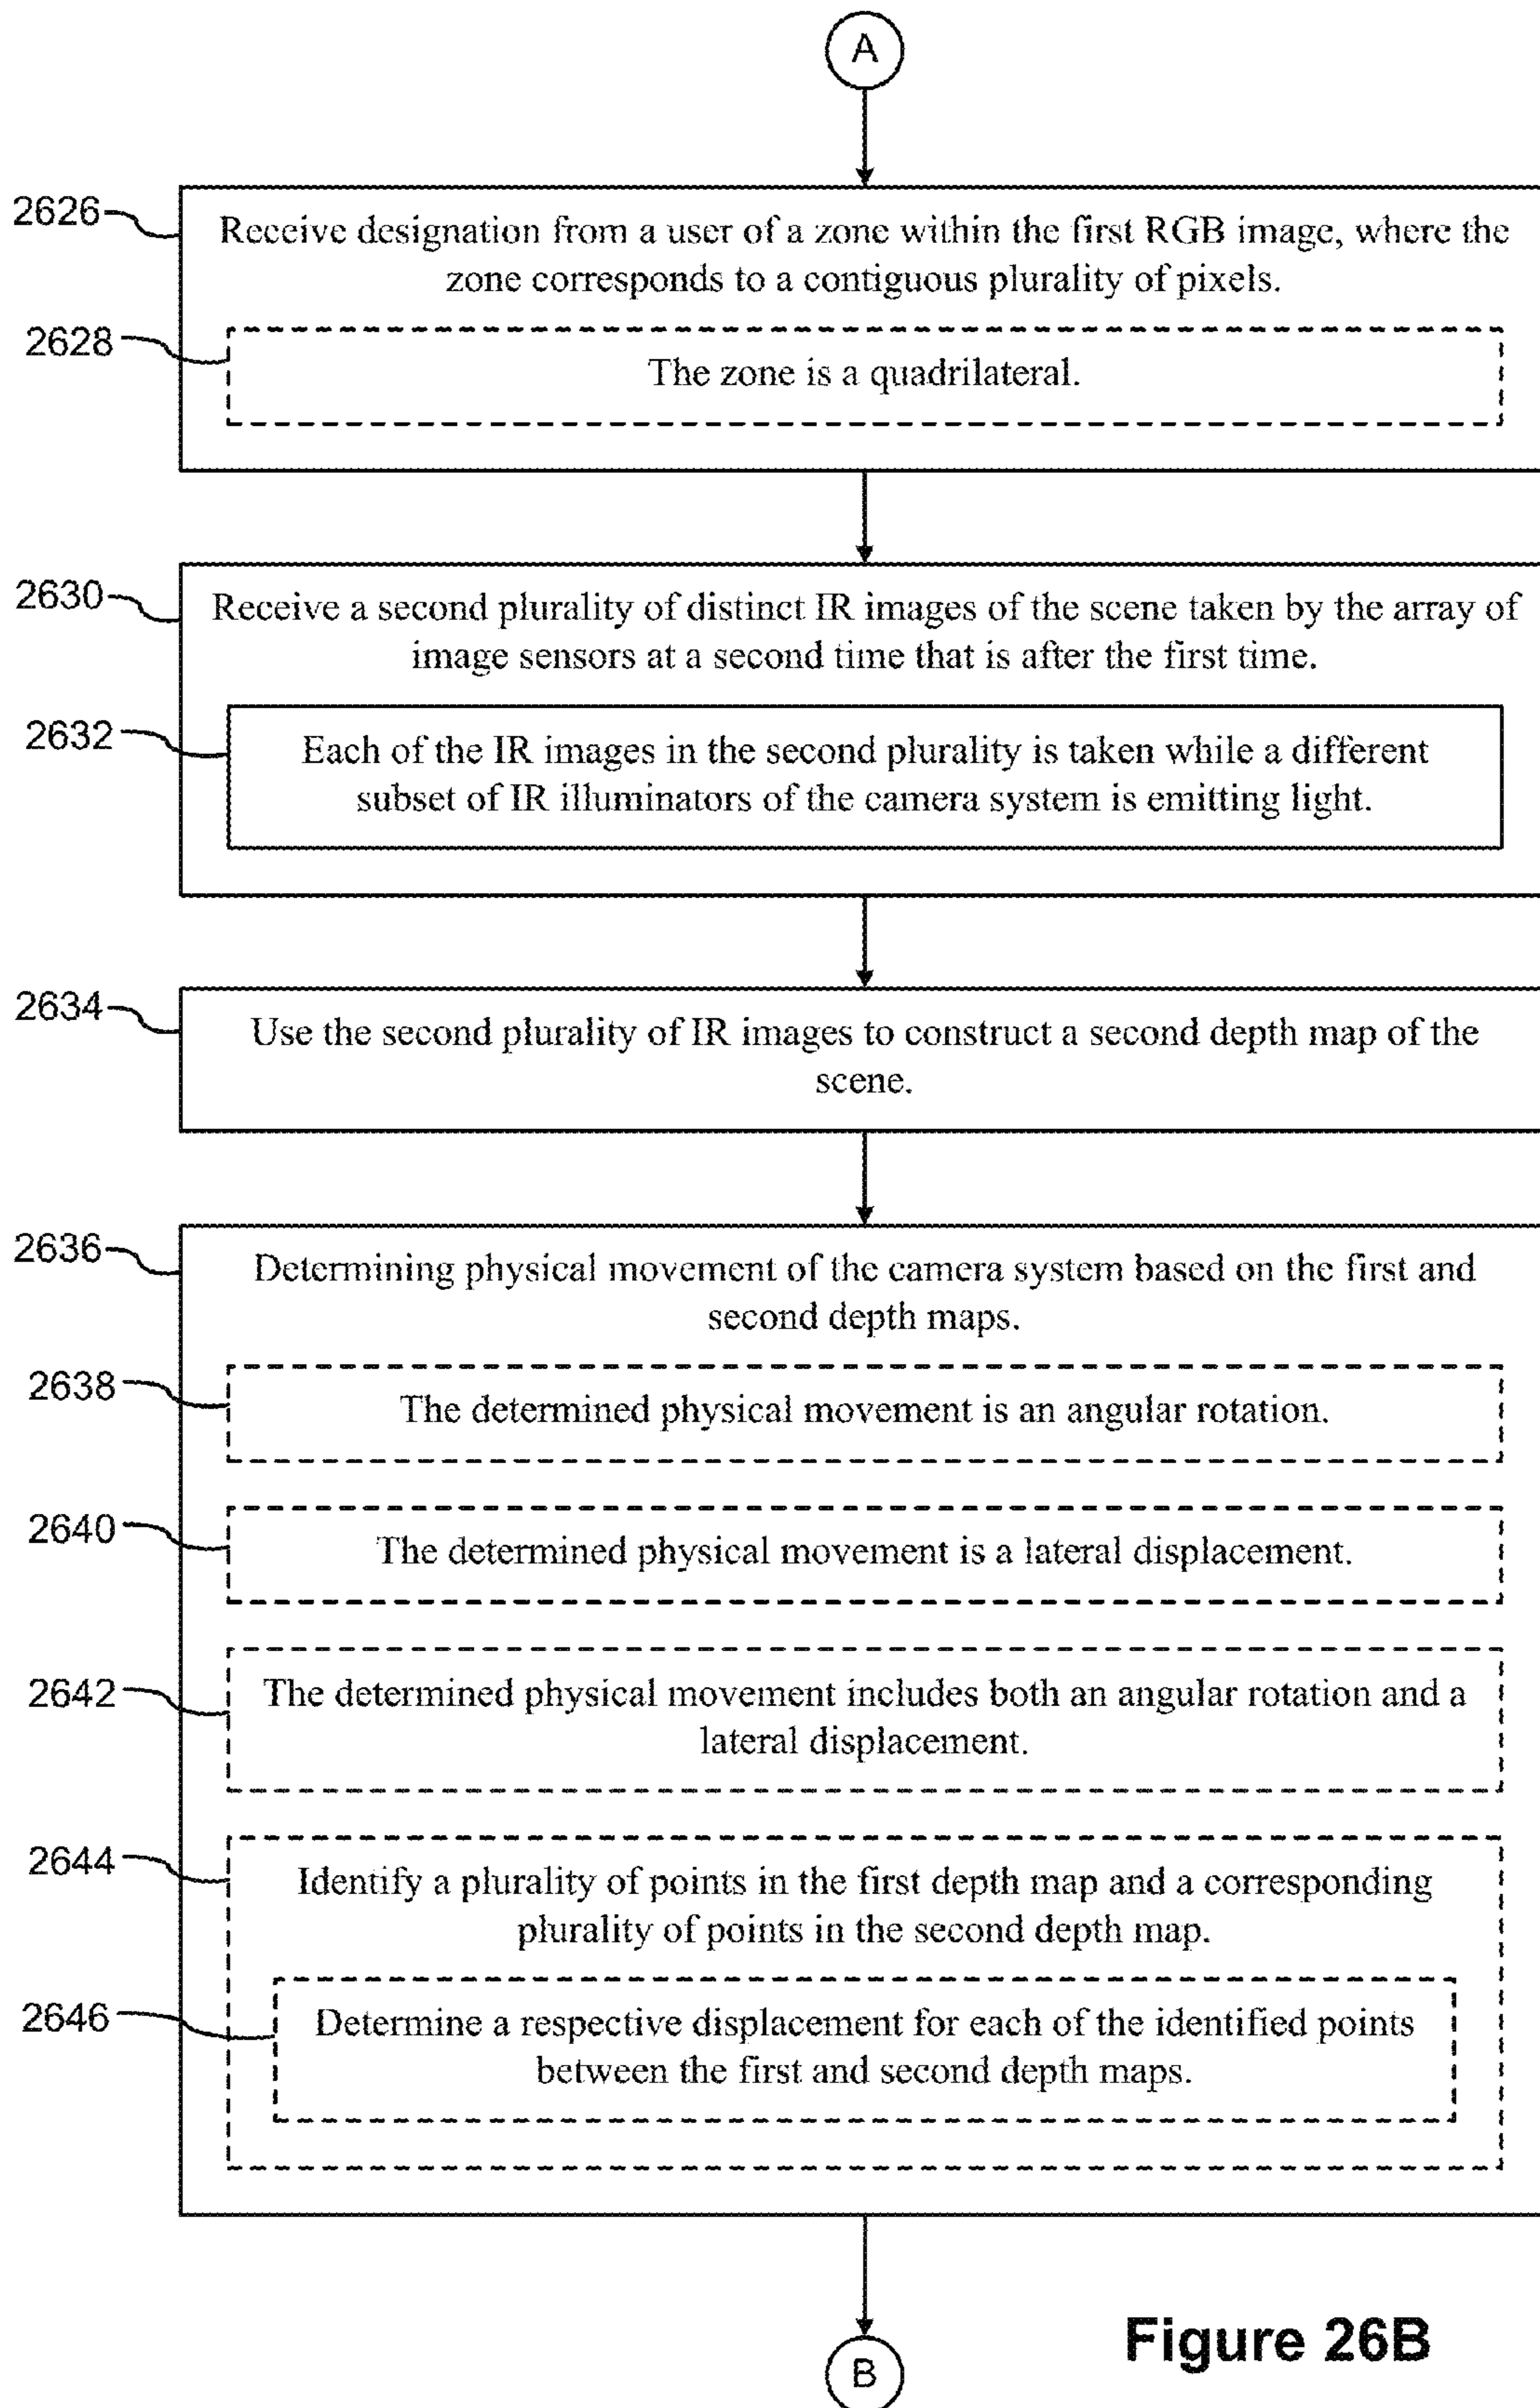 A
2626
Receive designation from a user of a zone within the first RGB image, where the
zone corresponds to a contiguous plurality of pixels.
2628
The zone is a quadrilateral.
2630
Receive a second plurality of distinct IR images of the scene taken by the array of
image sensors at a second time that is after the first time.
2632
Each of the IR images in the second plurality is taken while a different
subset of IR illuminators of the camera system is emitting light.
2634
Use the second plurality of IR images to construct a second depth map of the
scene.
2636
Determining physical movement of the camera system based on the first and
second depth maps.
2638
The determined physical movement is an angular rotation.
2640
The determined physical movement is a lateral displacement.
2642
The determined physical movement includes both an angular rotation and a
lateral displacement.
2644
Identify a plurality of points in the first depth map and a corresponding
plurality of points in the second depth map.
2646
Determine a respective displacement for each of the identified points
between the first and second depth maps.
B
Figure 26B